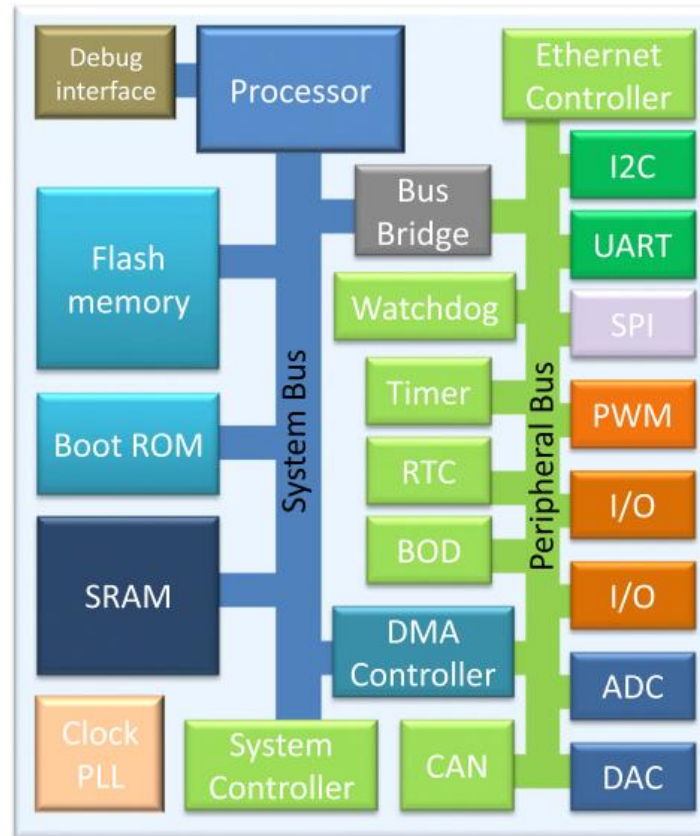 Debug
interface
Processor
Ethernet
Controller
I2C
Bus
Bridge
UART
Flash
memory
Watchdog
SPI
System Bus
Peripheral Bus
Timer
PWM
Boot ROM
RTC
I/O
BOD
SRAM
I/O
DMA
Controller
ADC
Clock
PLL
System
Controller
CAN
DAC